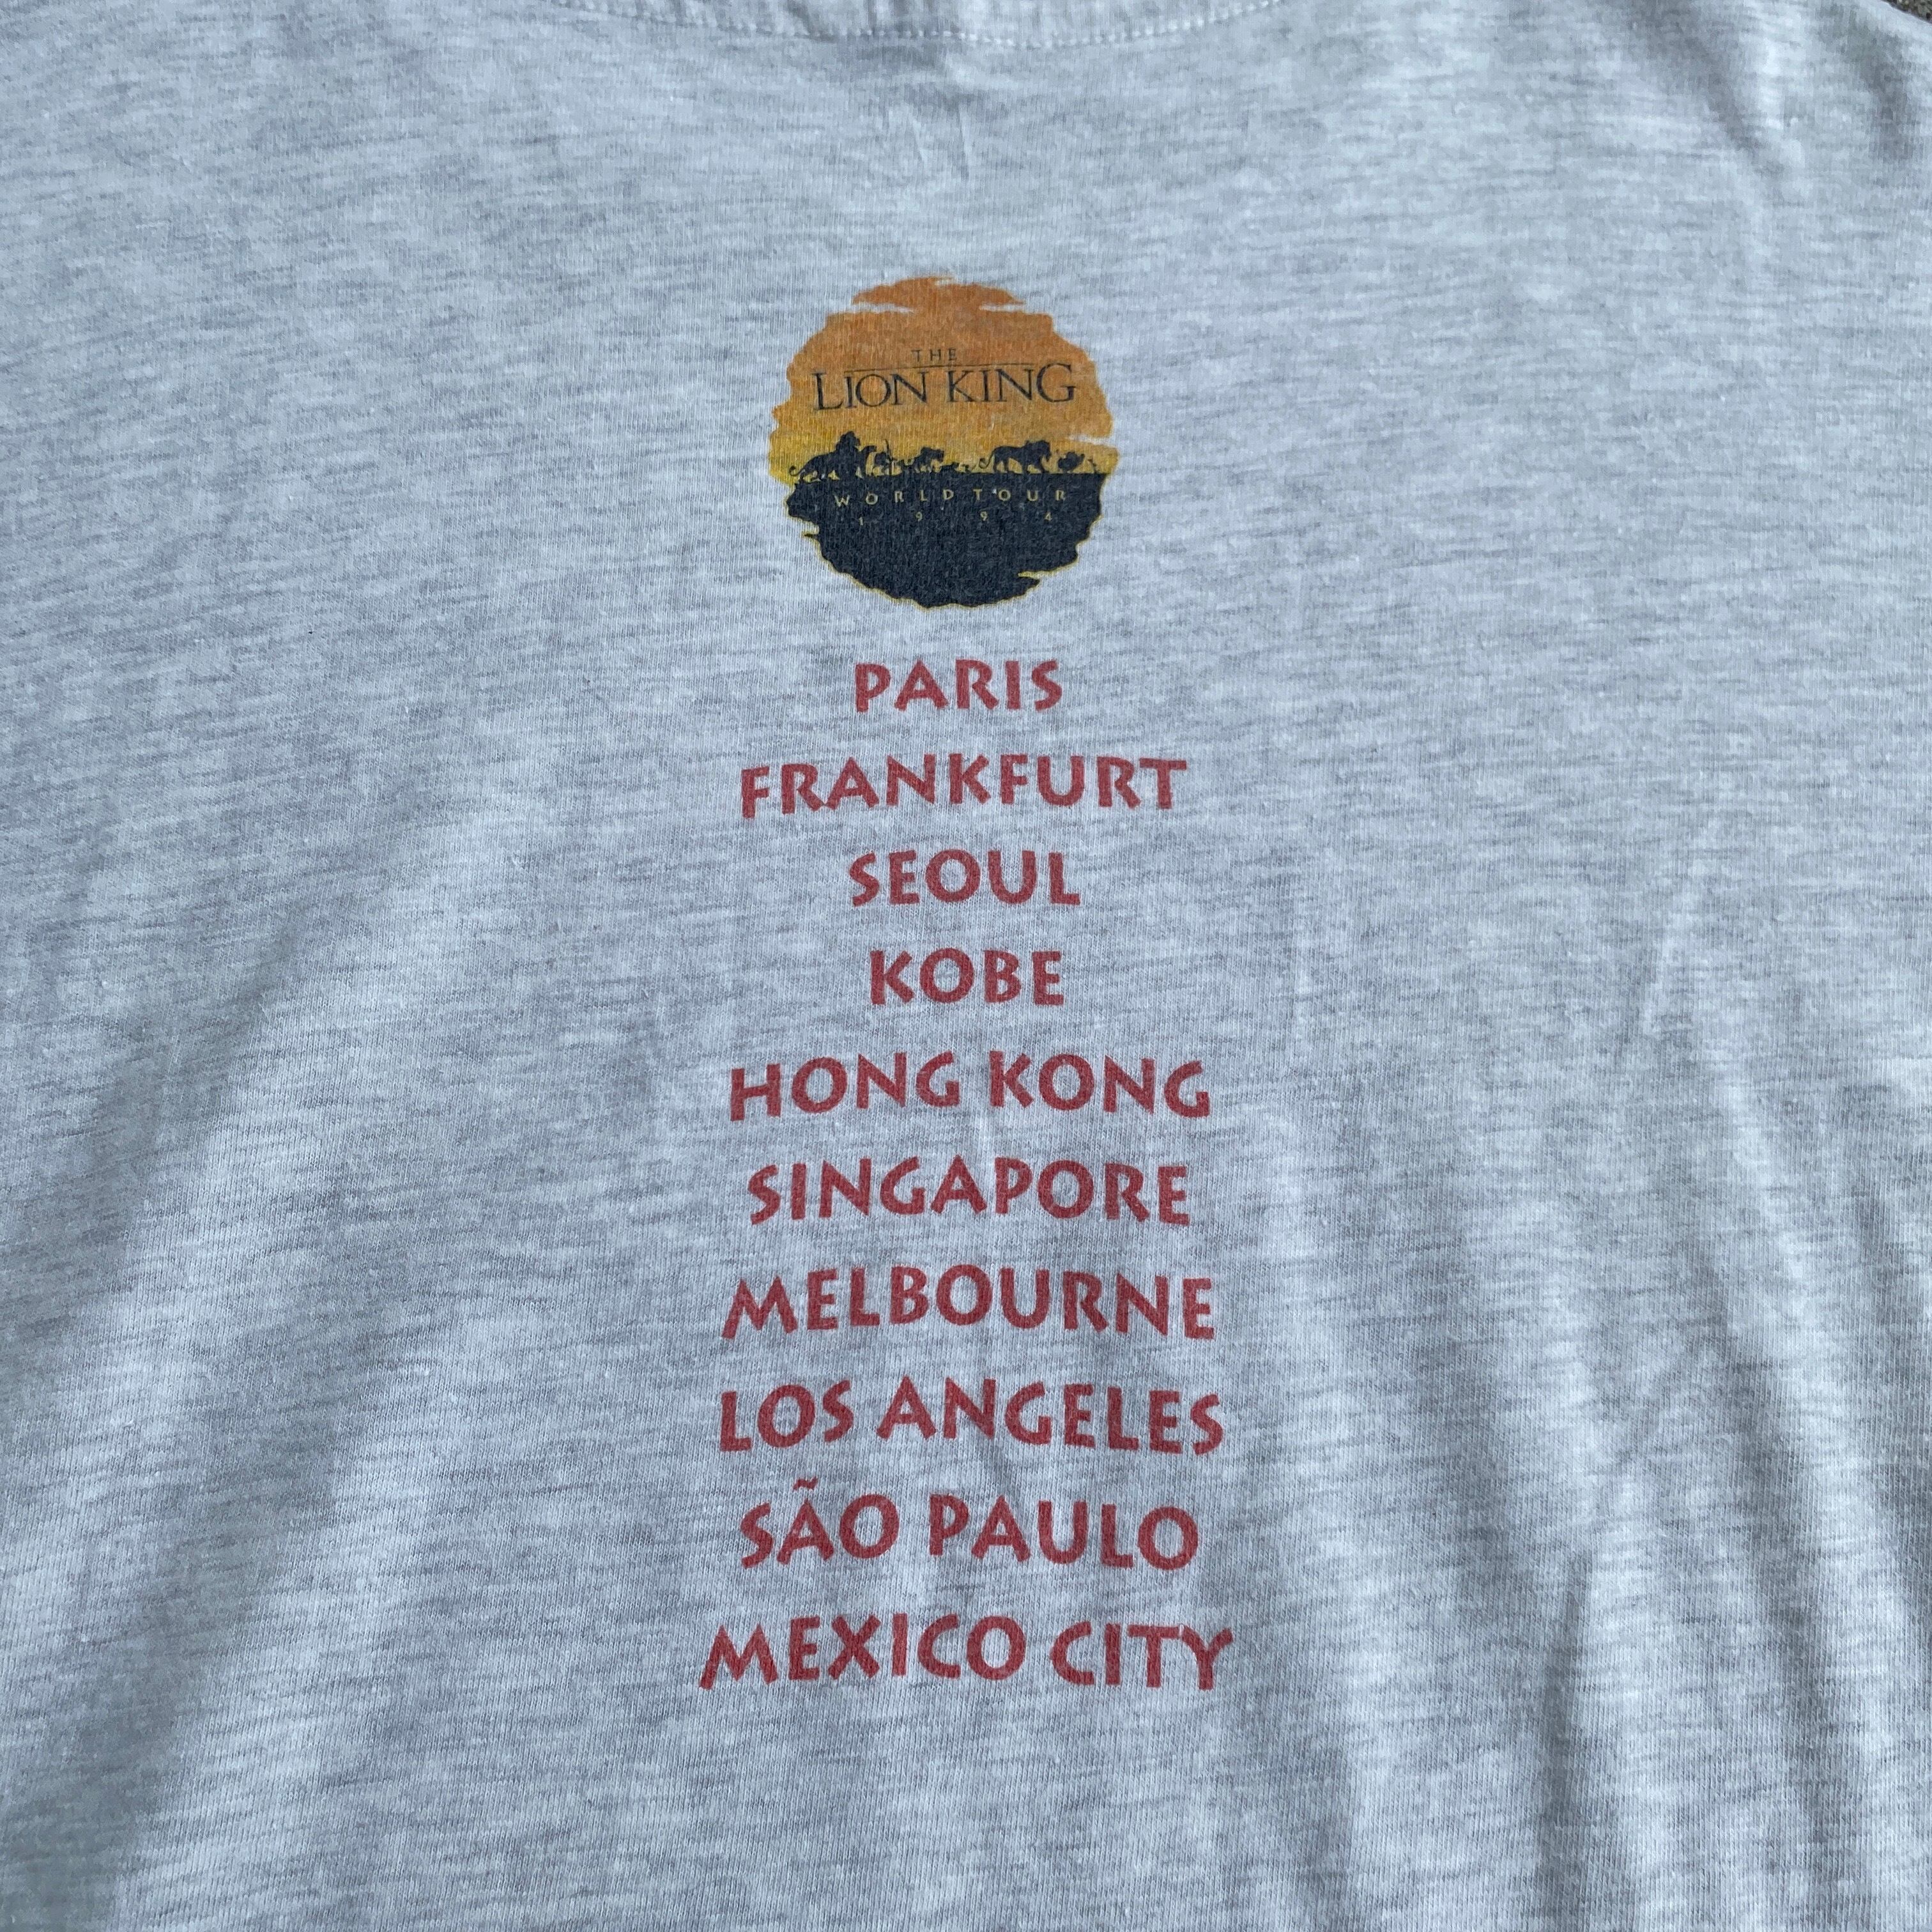 THE
LION KING
WORLD TOUR
1994
PARIS
FRANKFURT
SEOUL
KOBE
HONG KONG
SINGAPORE
MELBOURNE
LOS ANGELES
SÃO PAULO
MEXICO CITY